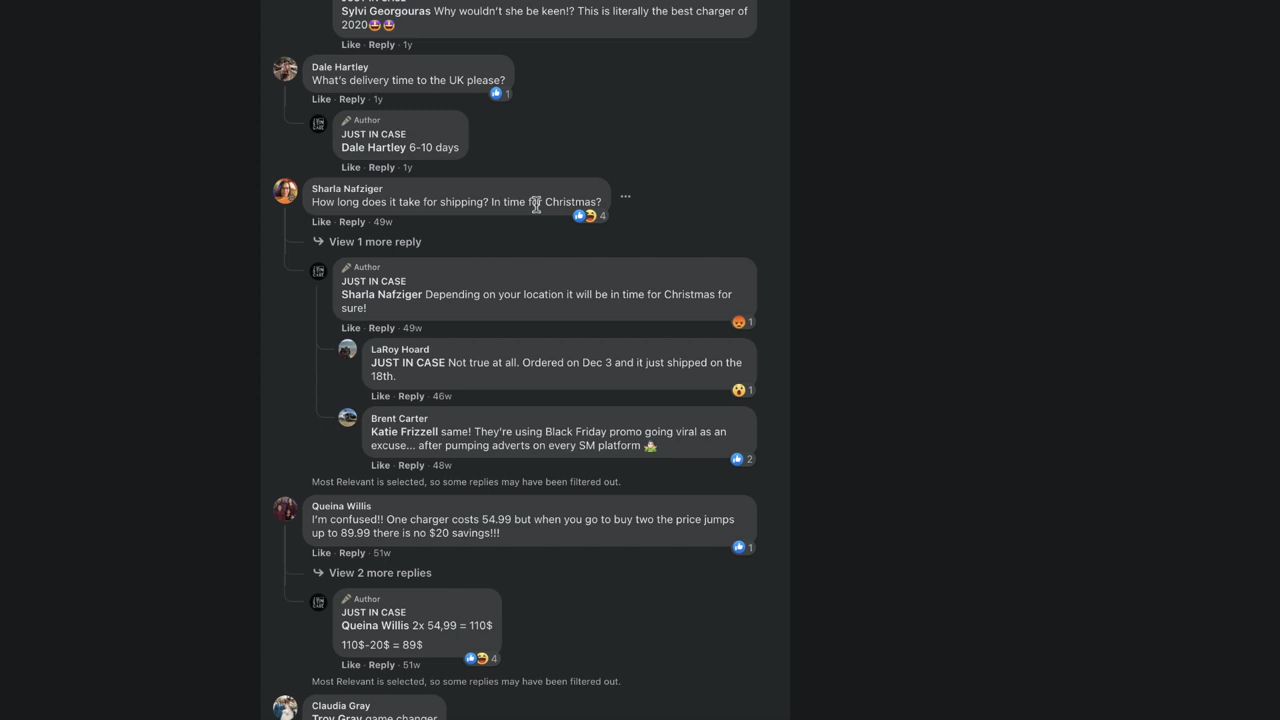 JUST IN CASE
Sylvi Georgouras Why wouldn't she be keen!? This is literally the best charger of
2020🤩🤩
Like · Reply · 1y
Dale Hartley
What's delivery time to the UK please?
1
Like · Reply · 1y
Author
JUST IN CASE
Dale Hartley 6-10 days
Like · Reply · 1y
Sharla Nafziger
How long does it take for shipping? In time for Christmas?
4
Like · Reply · 49w
View 1 more reply
Author
JUST IN CASE
Sharla Nafziger Depending on your location it will be in time for Christmas for
sure!
1
Like · Reply · 49w
LaRoy Hoard
JUST IN CASE Not true at all. Ordered on Dec 3 and it just shipped on the
18th.
1
Like · Reply · 46w
Brent Carter
Katie Frizzell same! They're using Black Friday promo going viral as an
excuse... after pumping adverts on every SM platform
2
Like · Reply · 48w
Most Relevant is selected, so some replies may have been filtered out.
Queina Willis
I'm confused!! One charger costs 54.99 but when you go to buy two the price jumps
up to 89.99 there is no $20 savings!!!
1
Like · Reply · 51w
View 2 more replies
Author
JUST IN CASE
Queina Willis 2x 54,99 = 110$
110$-20$ = 89$
4
Like · Reply · 51w
Most Relevant is selected, so some replies may have been filtered out.
Claudia Gray
Troy Gray game changer